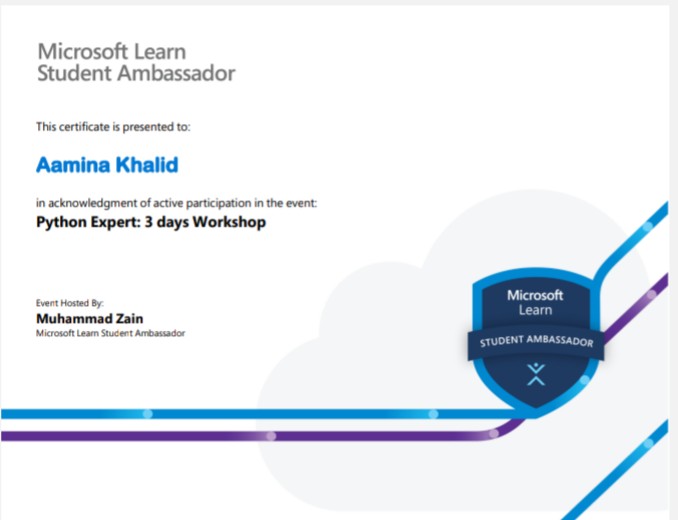 Microsoft Learn
Student Ambassador
This certificate is presented to:
Aamina Khalid
in acknowledgment of active participation in the event:
Python Expert: 3 days Workshop
Event Hosted By:
Muhammad Zain
Microsoft Learn Student Ambassador
Microsoft
Learn
STUDENT AMBASSADOR